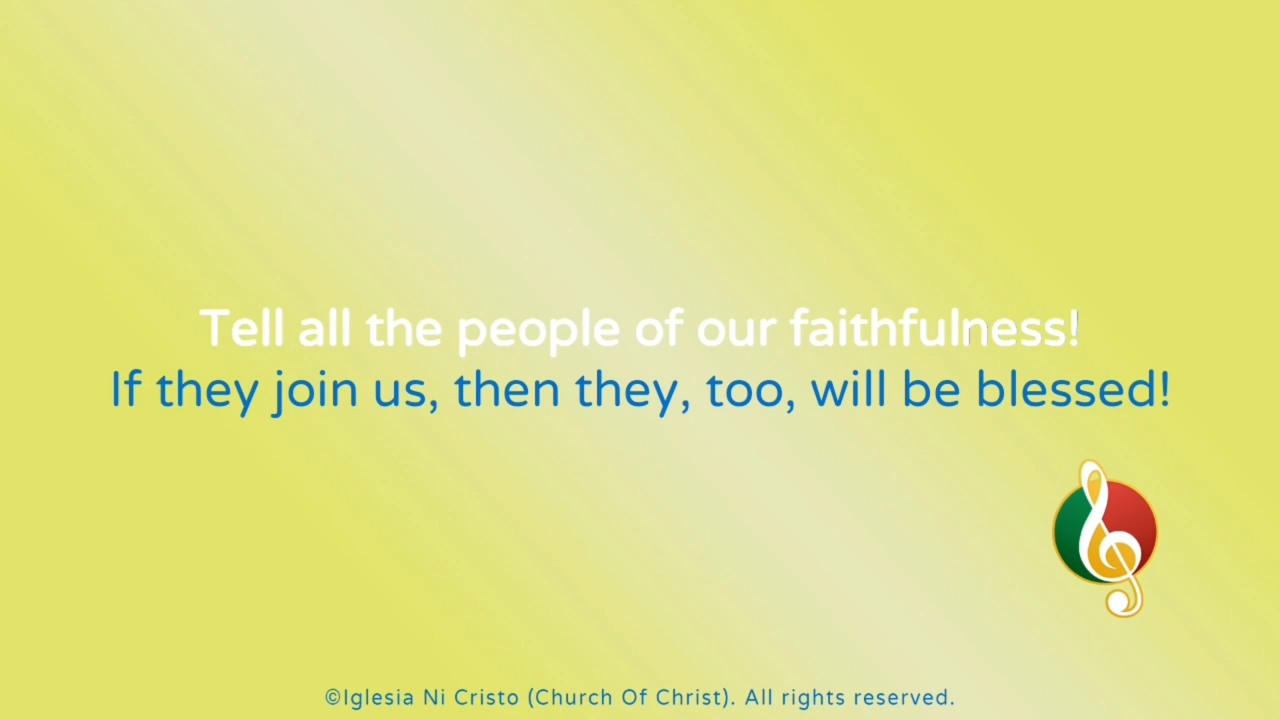 Tell all the people of our faithfulness!
If they join us, then they, too, will be blessed!
©Iglesia Ni Cristo (Church Of Christ). All rights reserved.